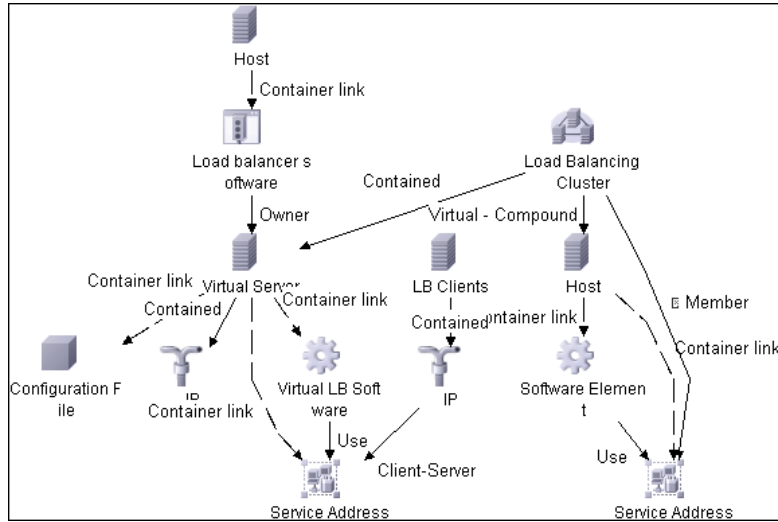 Host
Container link
Load balancer s
oftware
Load Balancing
Cluster
Contained
Owner
Virtual - Compound
Container link
Virtual Server
LB Clients
Host
Contained
Container link
Contained
ontainer link
Member
Container link
Configuration F
ile
IP
Container link
Virtual LB Soft
ware
IP
Software Elemen
t
Use
Client-Server
Use
Service Address
Service Address